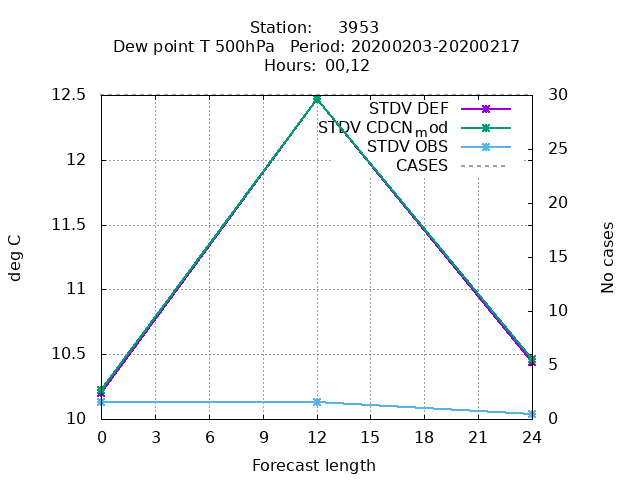 Station: 3953
Dew point T 500hPa Period: 20200203-20200217
Hours: 00,12
STDV DEF
STDV CDCNmod
STDV OBS
CASES
12.5
12
11.5
11
10.5
10
30
25
20
15
10
5
0
deg C
No cases
0 3 6 9 12 15 18 21 24
Forecast length